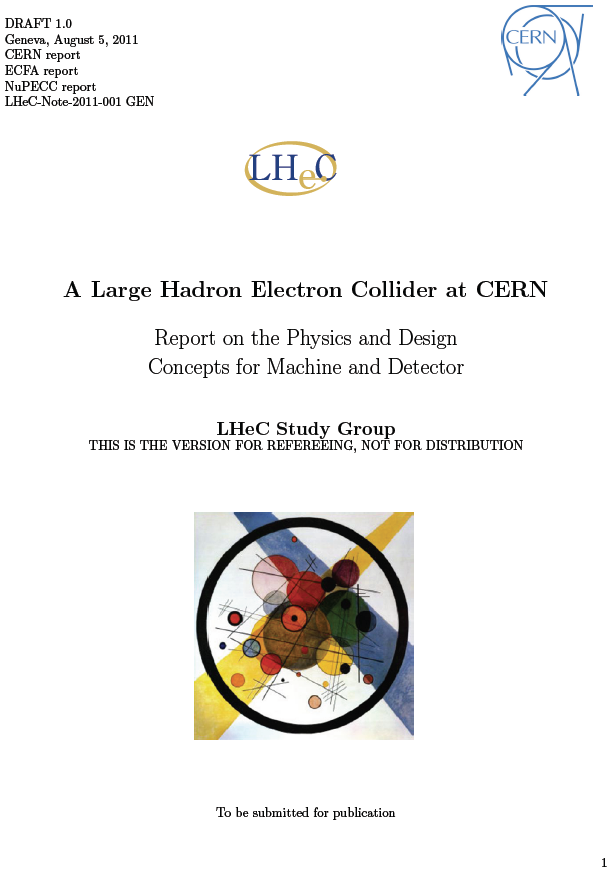 DRAFT 1.0
Geneva, August 5, 2011
CERN report
ECFA report
NuPECC report
LHeC-Note-2011-001 GEN
CERN
LHeC
A Large Hadron Electron Collider at CERN
Report on the Physics and Design
Concepts for Machine and Detector
LHeC Study Group
THIS IS THE VERSION FOR REFEREEING, NOT FOR DISTRIBUTION
To be submitted for publication
1